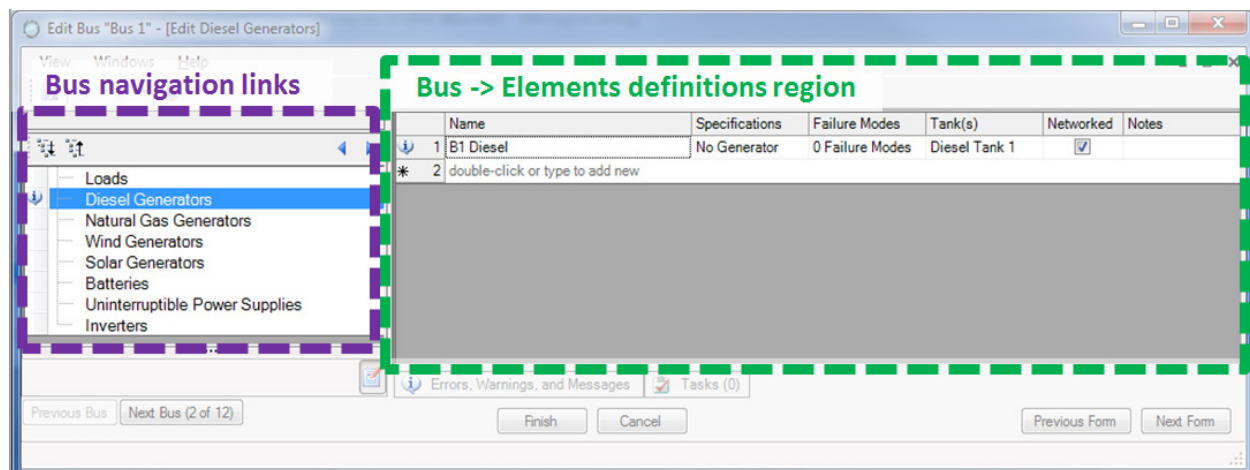 Edit Bus "Bus 1" - [Edit Diesel Generators]
View Windows Help
Bus navigation links
Bus -> Elements definitions region
Name Specifications Failure Modes Tank(s) Networked Notes
1 B1 Diesel No Generator 0 Failure Modes Diesel Tank 1
2 double-click or type to add new
Loads
Diesel Generators
Natural Gas Generators
Wind Generators
Solar Generators
Batteries
Uninterruptible Power Supplies
Inverters
Errors, Warnings, and Messages Tasks (0)
Previous Bus Next Bus (2 of 12) Finish Cancel Previous Form Next Form